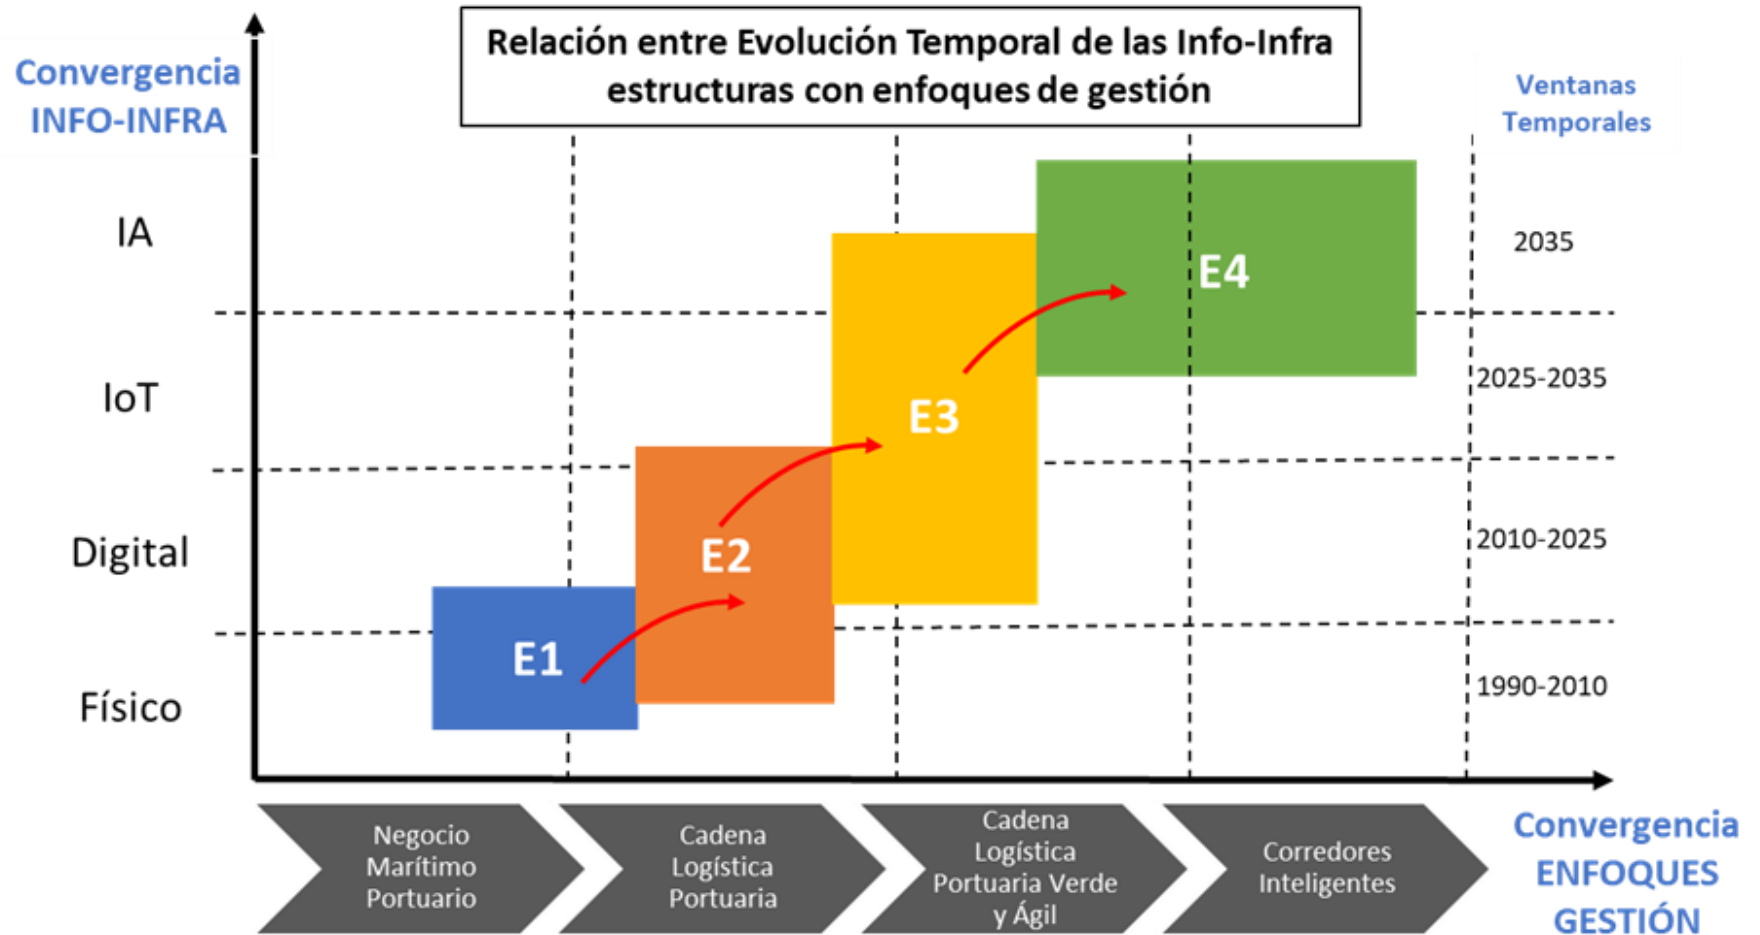 Relación entre Evolución Temporal de las Info-Infra
estructuras con enfoques de gestión
Convergencia
INFO-INFRA
Ventanas
Temporales
IA
E4
2035
IoT
E3
2025-2035
Digital
E2
2010-2025
E1
Físico
1990-2010
Negocio
Marítimo
Portuario
Cadena
Logística
Portuaria
Cadena
Logística
Portuaria Verde
y Ágil
Corredores
Inteligentes
Convergencia
ENFOQUES
GESTIÓN